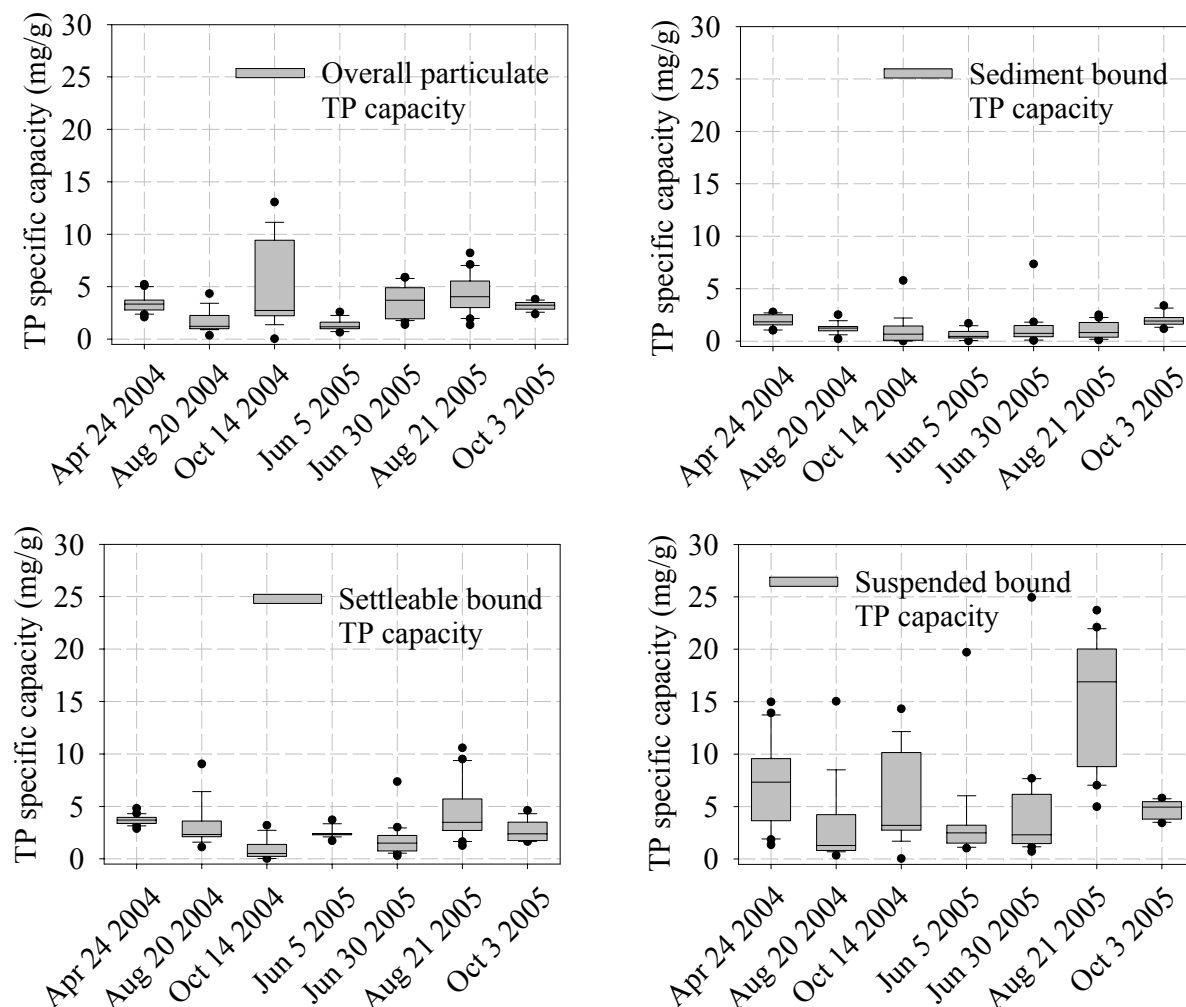 TP specific capacity (mg/g)
30
25
20
15
10
5
0
Overall particulate
TP capacity
Apr 24 2004
Aug 20 2004
Oct 14 2004
Jun 5 2005
Jun 30 2005
Aug 21 2005
Oct 3 2005
TP specific capacity (mg/g)
30
25
20
15
10
5
0
Sediment bound
TP capacity
Apr 24 2004
Aug 20 2004
Oct 14 2004
Jun 5 2005
Jun 30 2005
Aug 21 2005
Oct 3 2005
TP specific capacity (mg/g)
30
25
20
15
10
5
0
Settleable bound
TP capacity
Apr 24 2004
Aug 20 2004
Oct 14 2004
Jun 5 2005
Jun 30 2005
Aug 21 2005
Oct 3 2005
TP specific capacity (mg/g)
30
25
20
15
10
5
0
Suspended bound
TP capacity
Apr 24 2004
Aug 20 2004
Oct 14 2004
Jun 5 2005
Jun 30 2005
Aug 21 2005
Oct 3 2005